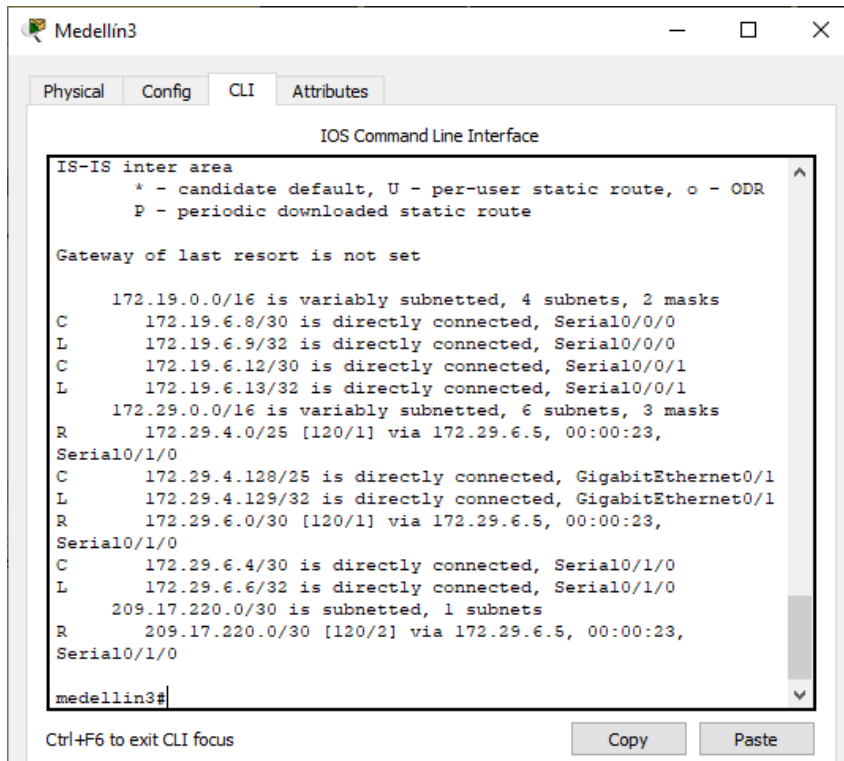 Medellín3
Physical Config CLI Attributes
IOS Command Line Interface
IS-IS inter area
* - candidate default, U - per-user static route, o - ODR
P - periodic downloaded static route
Gateway of last resort is not set
172.19.0.0/16 is variably subnetted, 4 subnets, 2 masks
C 172.19.6.8/30 is directly connected, Serial0/0/0
L 172.19.6.9/32 is directly connected, Serial0/0/0
C 172.19.6.12/30 is directly connected, Serial0/0/1
L 172.19.6.13/32 is directly connected, Serial0/0/1
172.29.0.0/16 is variably subnetted, 6 subnets, 3 masks
R 172.29.4.0/25 [120/1] via 172.29.6.5, 00:00:23,
Serial0/1/0
C 172.29.4.128/25 is directly connected, GigabitEthernet0/1
L 172.29.4.129/32 is directly connected, GigabitEthernet0/1
R 172.29.6.0/30 [120/1] via 172.29.6.5, 00:00:23,
Serial0/1/0
C 172.29.6.4/30 is directly connected, Serial0/1/0
L 172.29.6.6/32 is directly connected, Serial0/1/0
209.17.220.0/30 is subnetted, 1 subnets
R 209.17.220.0/30 [120/2] via 172.29.6.5, 00:00:23,
Serial0/1/0
medellin3#
Ctrl+F6 to exit CLI focus Copy Paste